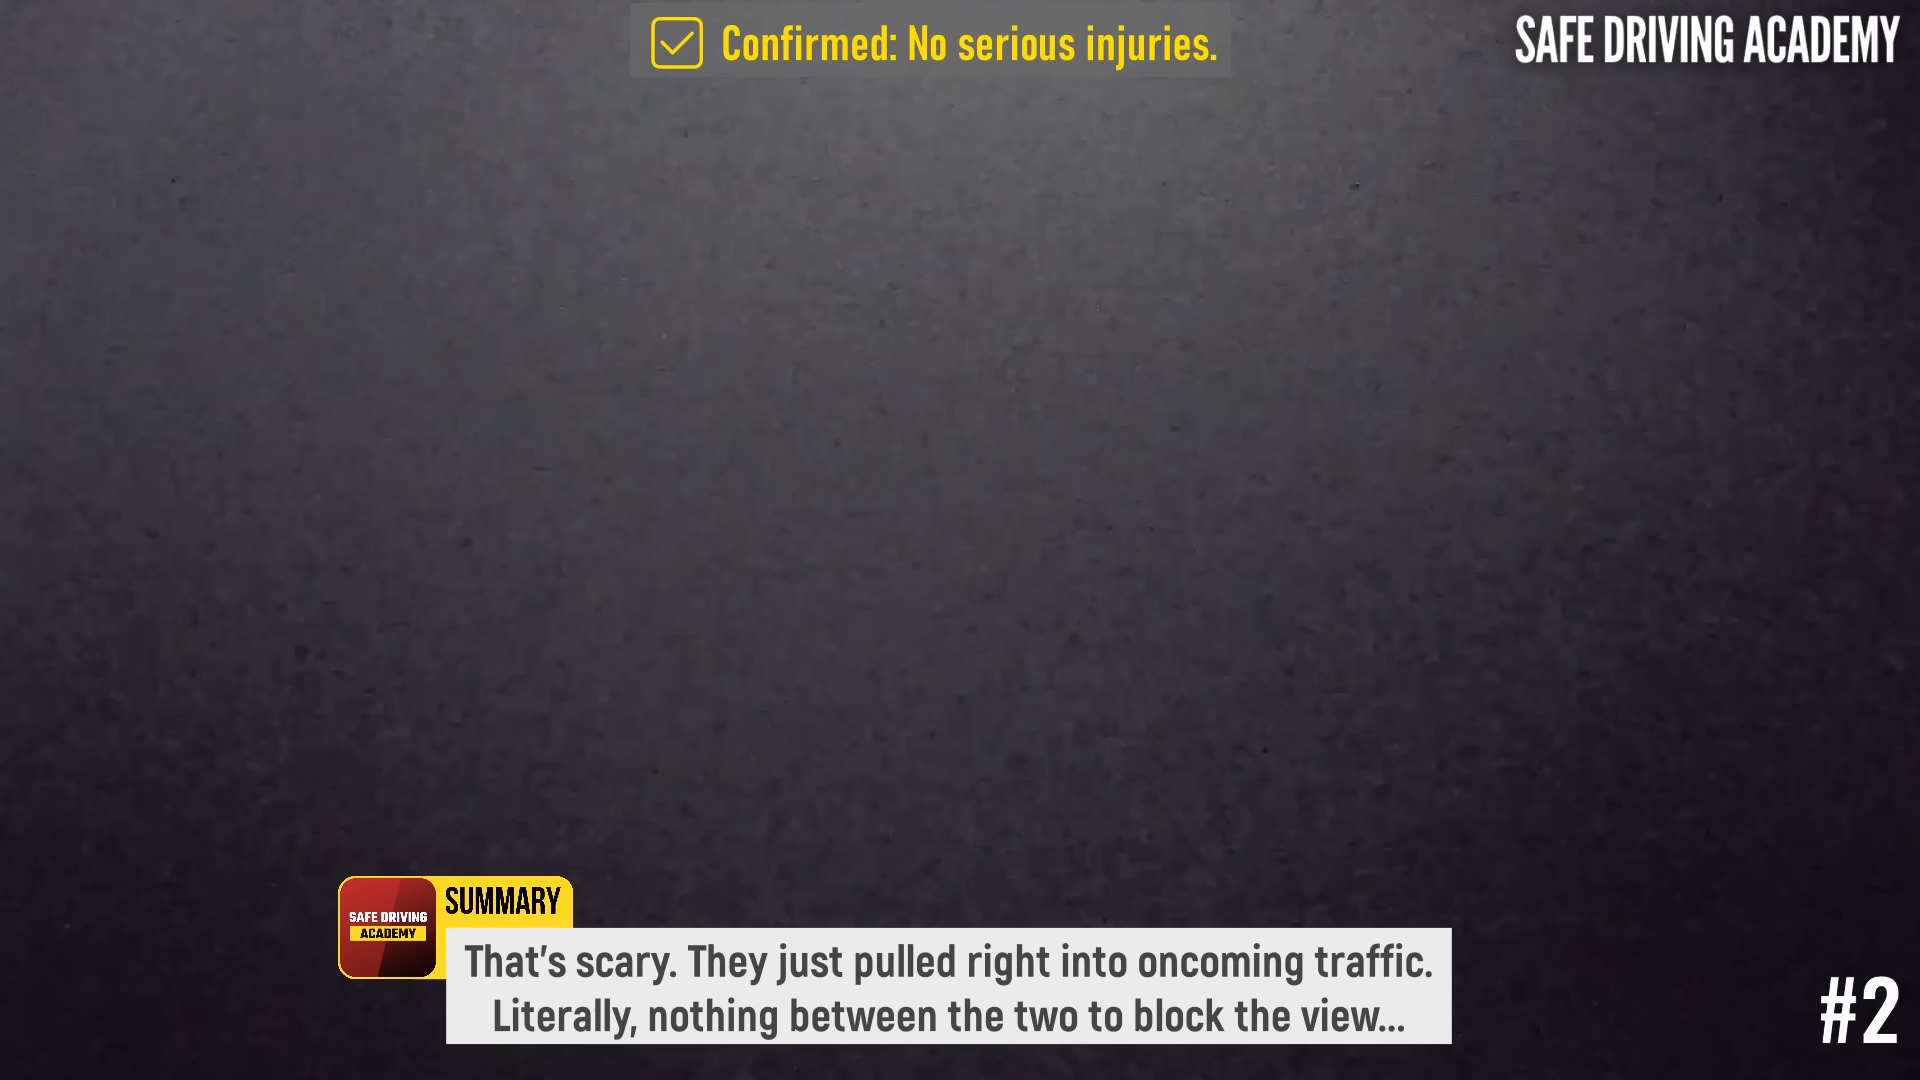 Confirmed: No serious injuries.
SAFE DRIVING ACADEMY
SUMMARY
SAFE DRIVING
ACADEMY
That's scary. They just pulled right into oncoming traffic.
Literally, nothing between the two to block the view...
#2